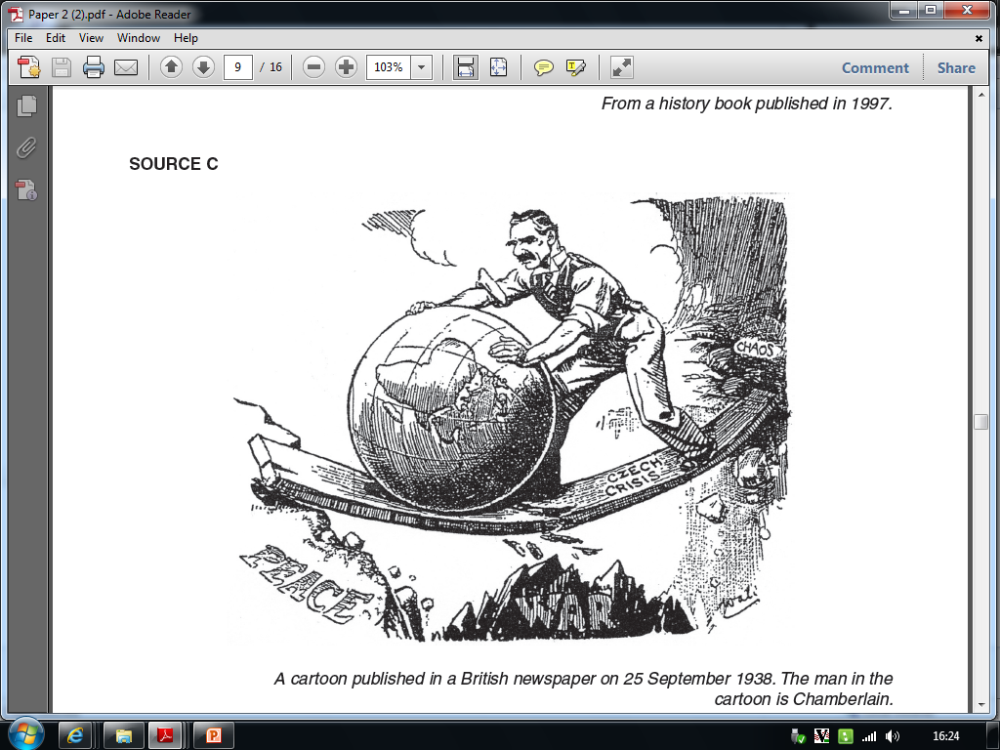 Paper 2 (2).pdf - Adobe Reader
File Edit View Window Help
9 / 16 103% Comment Share
From a history book published in 1997.
SOURCE C
CHAOS
CZECH
CRISIS
PEACE
A cartoon published in a British newspaper on 25 September 1938. The man in the
cartoon is Chamberlain.
16:24